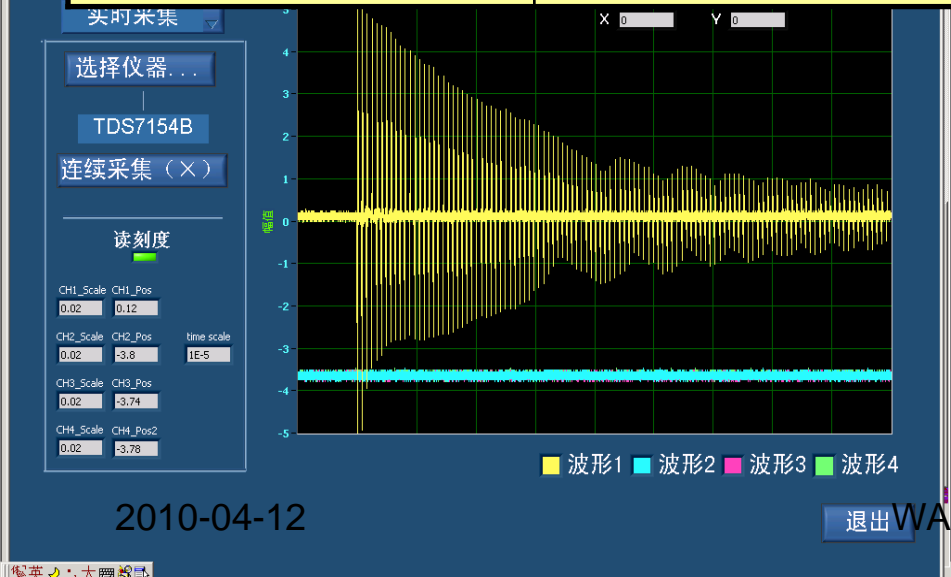 实时采集
选择仪器...
TDS7154B
连续采集（X）
读刻度
CH1_Scale CH1_Pos
0.02 0.12
CH2_Scale CH2_Pos time scale
0.02 -3.8 1E-5
CH3_Scale CH3_Pos
0.02 -3.74
CH4_Scale CH4_Pos2
0.02 -3.78
X 0 Y 0
5
4
3
2
1
0
-1
-2
-3
-4
-5
幅值
波形1 波形2 波形3 波形4
2010-04-12
退出 WA
英 大